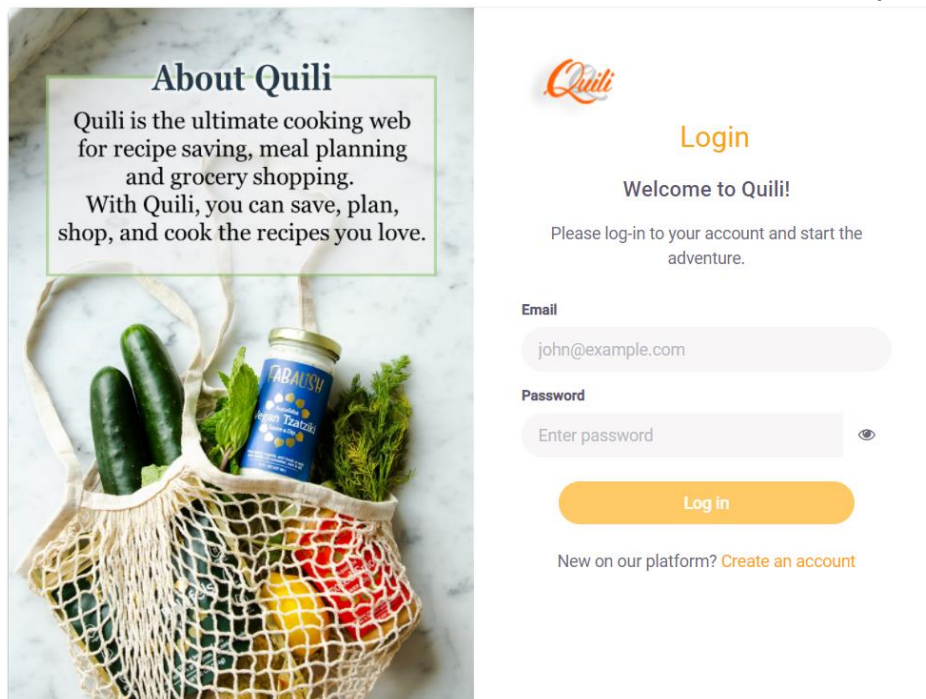 About Quili
Quili is the ultimate cooking web
for recipe saving, meal planning
and grocery shopping.
With Quili, you can save, plan,
shop, and cook the recipes you love.
FABALISH
Vegan Tzatziki
Quili
Login
Welcome to Quili!
Please log-in to your account and start the
adventure.
Email
john@example.com
Password
Enter password
Log in
New on our platform? Create an account